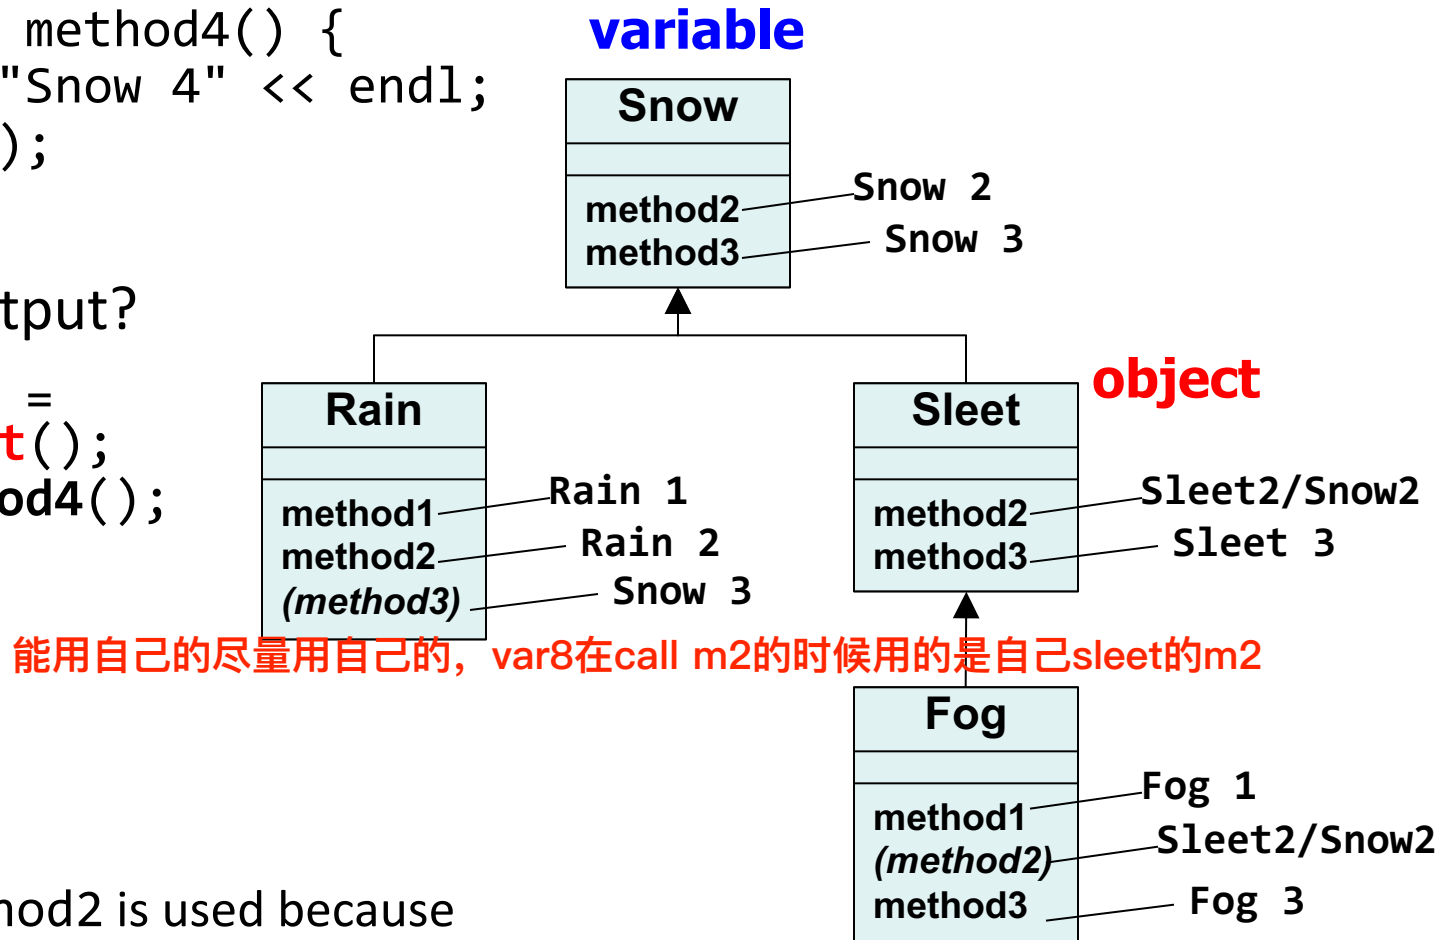 method4() {
"Snow 4" << endl;
);
tput?
=
t();
od4();
nod2 is used because
variable
Snow
method2
method3
Snow 2
Snow 3
Rain
method1
method2
(method3)
Rain 1
Rain 2
Snow 3
object
Sleet
method2
method3
Sleet2/Snow2
Sleet 3
能用自己的尽量用自己的，var8在call m2的时候用的是自己sleet的m2
Fog
method1
(method2)
method3
Fog 1
Sleet2/Snow2
Fog 3